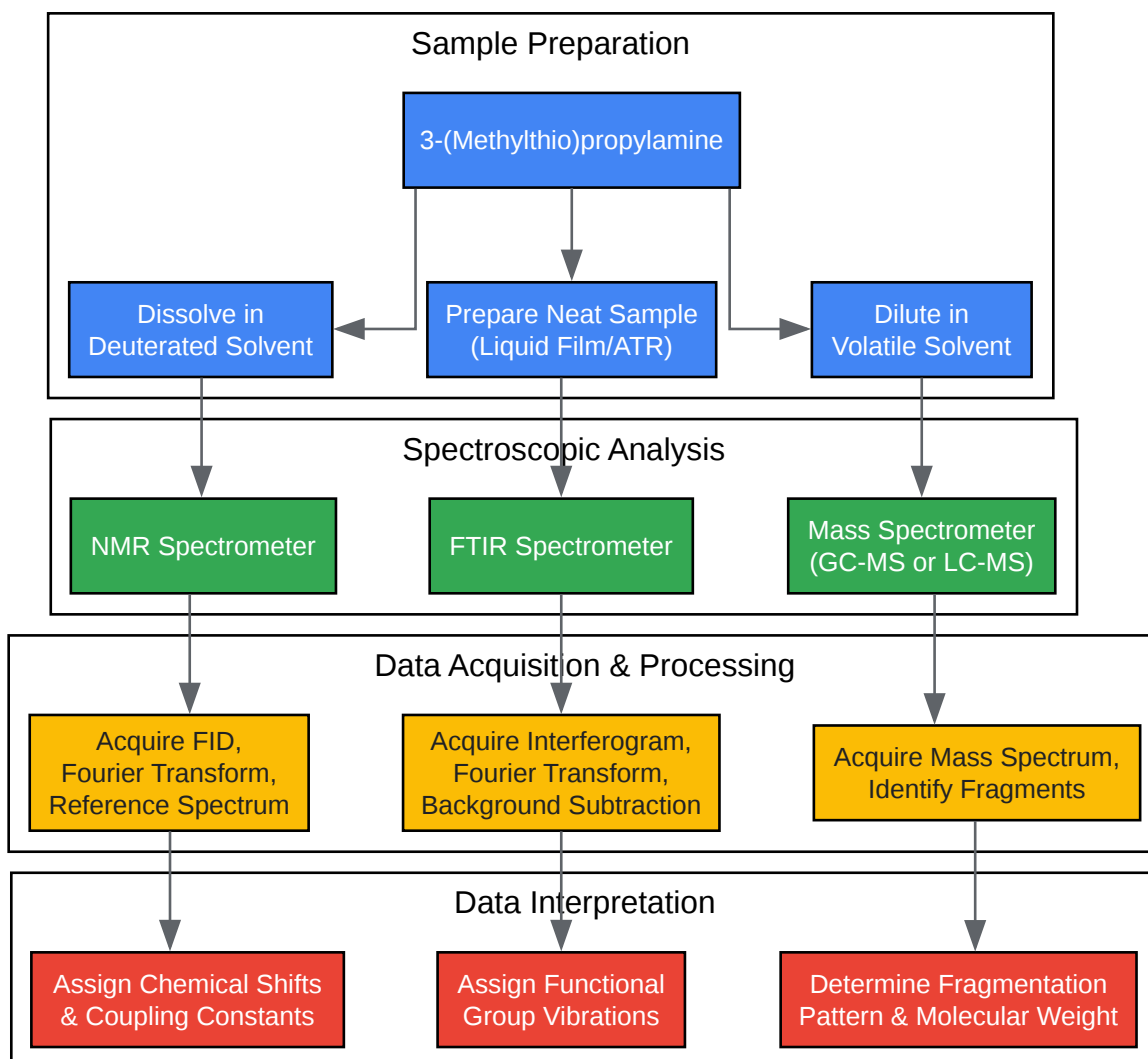 Sample Preparation
3-(Methylthio)propylamine
Dissolve in
Deuterated Solvent
Prepare Neat Sample
(Liquid Film/ATR)
Dilute in
Volatile Solvent
Spectroscopic Analysis
NMR Spectrometer
FTIR Spectrometer
Mass Spectrometer
(GC-MS or LC-MS)
Data Acquisition & Processing
Acquire FID,
Fourier Transform,
Reference Spectrum
Acquire Interferogram,
Fourier Transform,
Background Subtraction
Acquire Mass Spectrum,
Identify Fragments
Data Interpretation
Assign Chemical Shifts
& Coupling Constants
Assign Functional
Group Vibrations
Determine Fragmentation
Pattern & Molecular Weight